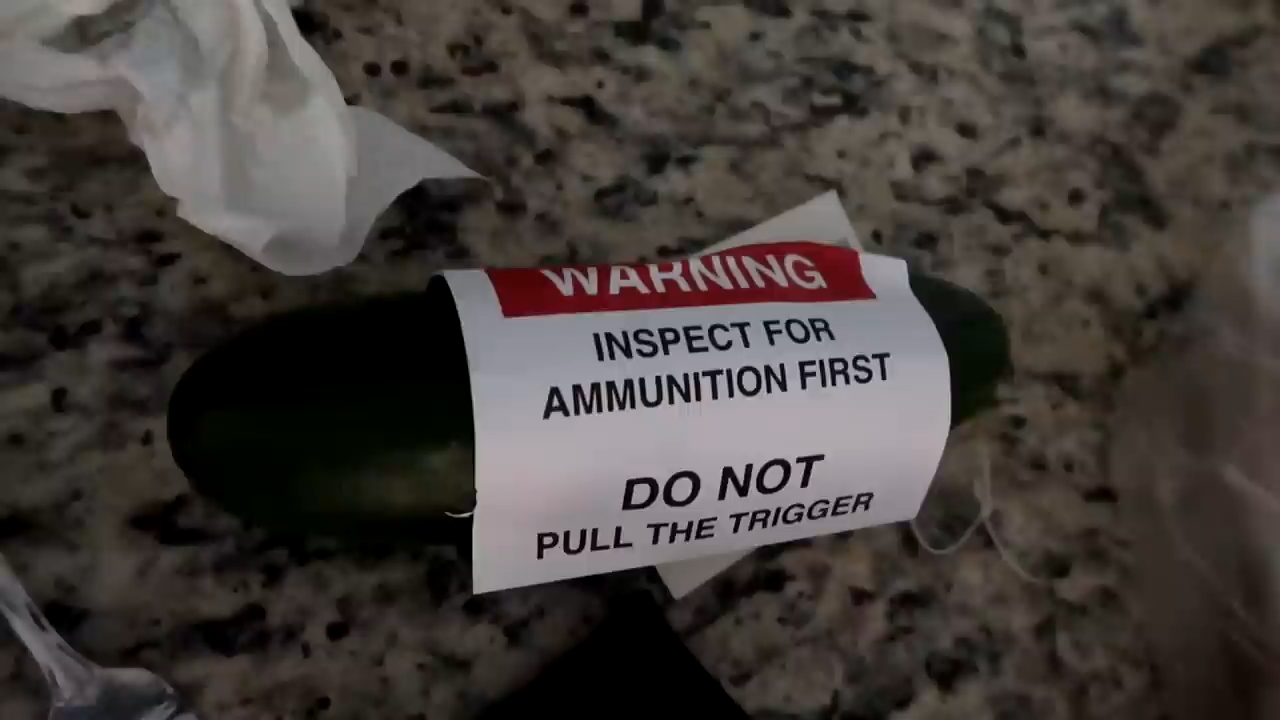 WARNING
INSPECT FOR
AMMUNITION FIRST
DO NOT
PULL THE TRIGGER